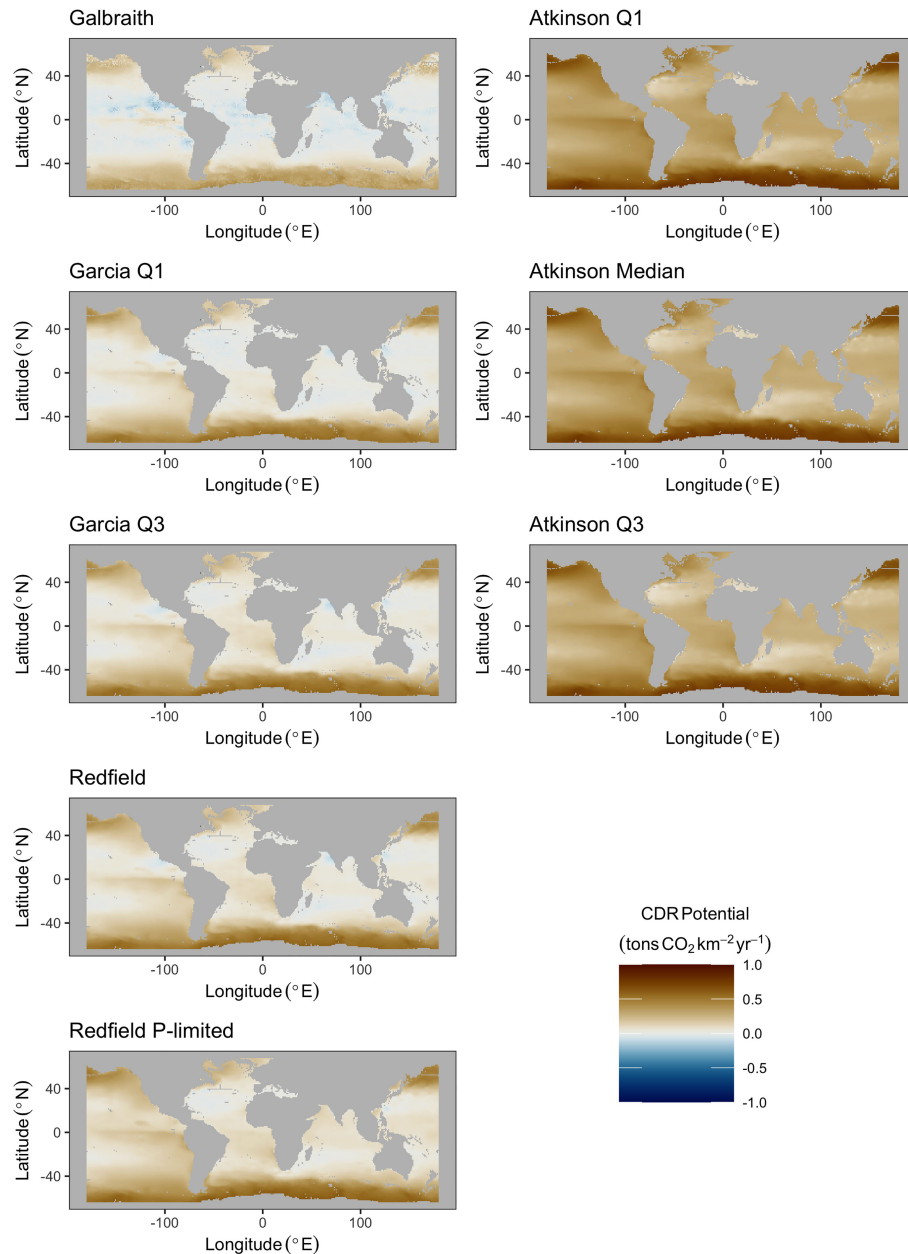 Galbraith
Latitude (°N)
40
0
-40
-100 0 100
Longitude (°E)
Atkinson Q1
Latitude (°N)
40
0
-40
-100 0 100
Longitude (°E)
Garcia Q1
Latitude (°N)
40
0
-40
-100 0 100
Longitude (°E)
Atkinson Median
Latitude (°N)
40
0
-40
-100 0 100
Longitude (°E)
Garcia Q3
Latitude (°N)
40
0
-40
-100 0 100
Longitude (°E)
Atkinson Q3
Latitude (°N)
40
0
-40
-100 0 100
Longitude (°E)
Redfield
Latitude (°N)
40
0
-40
-100 0 100
Longitude (°E)
Redfield P-limited
Latitude (°N)
40
0
-40
-100 0 100
Longitude (°E)
CDR Potential
(tons CO₂ km⁻² yr⁻¹)
1.0
0.5
0.0
-0.5
-1.0